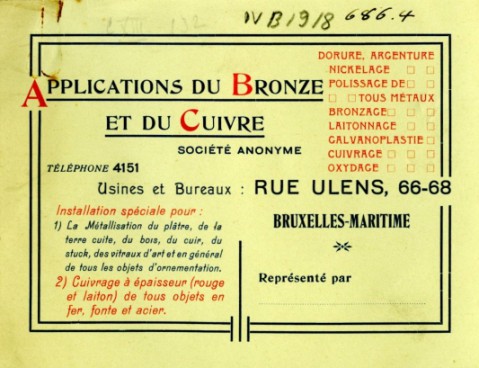 IVB1918 686.4
DORURE, ARGENTURE
NICKELAGE
POLISSAGE DE
TOUS MÉTAUX
BRONZAGE
LAITONNAGE
GALVANOPLASTIE
CUIVRAGE
OXYDAGE
APPLICATIONS DU BRONZE
ET DU CUIVRE
SOCIÉTÉ ANONYME
TÉLÉPHONE 4151
Usines et Bureaux : RUE ULENS, 66-68
BRUXELLES-MARITIME
Installation spéciale pour :
1) La Métallisation du plâtre, de la
terre cuite, du bois, du cuir, du
stuck, des vitraux d'art et en général
de tous les objets d'ornementation.
2) Cuivrage à épaisseur (rouge
et laiton) de tous objets en
fer, fonte et acier.
Représenté par